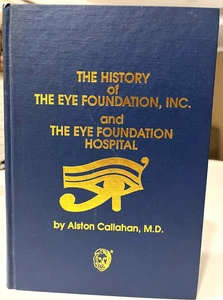 THE HISTORY
of
THE EYE FOUNDATION, INC.
and
THE EYE FOUNDATION
HOSPITAL
by Alston Callahan, M.D.